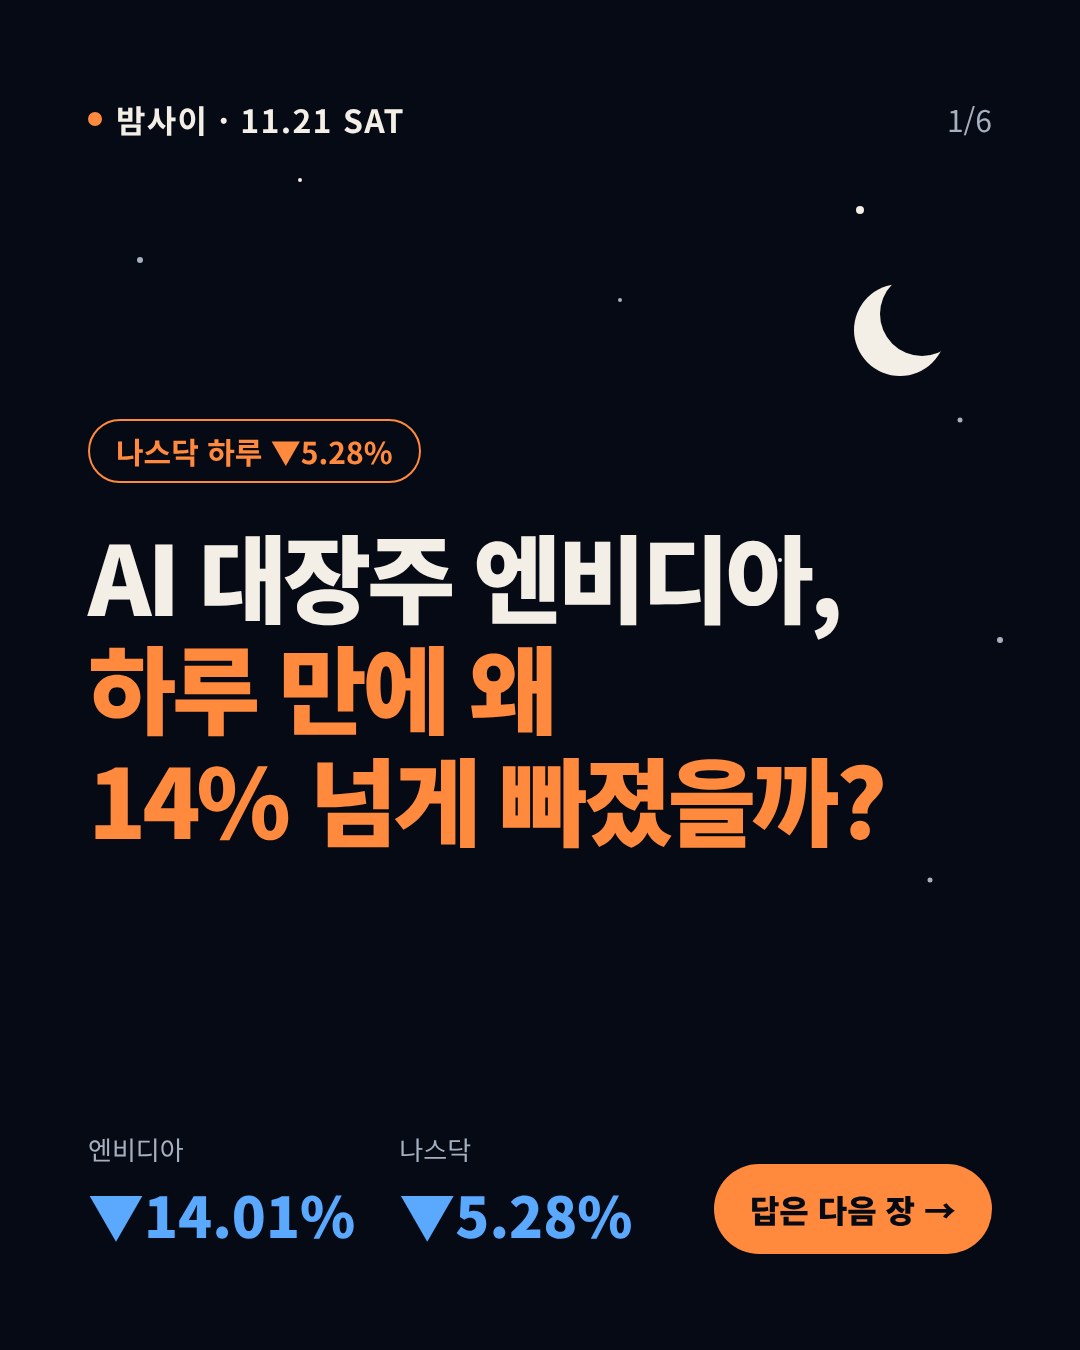 밤사이 · 11.21 SAT
1/6
나스닥 하루 ▼5.28%
AI 대장주 엔비디아,
하루 만에 왜
14% 넘게 빠졌을까?
엔비디아
▼14.01%
나스닥
▼5.28%
답은 다음 장 →